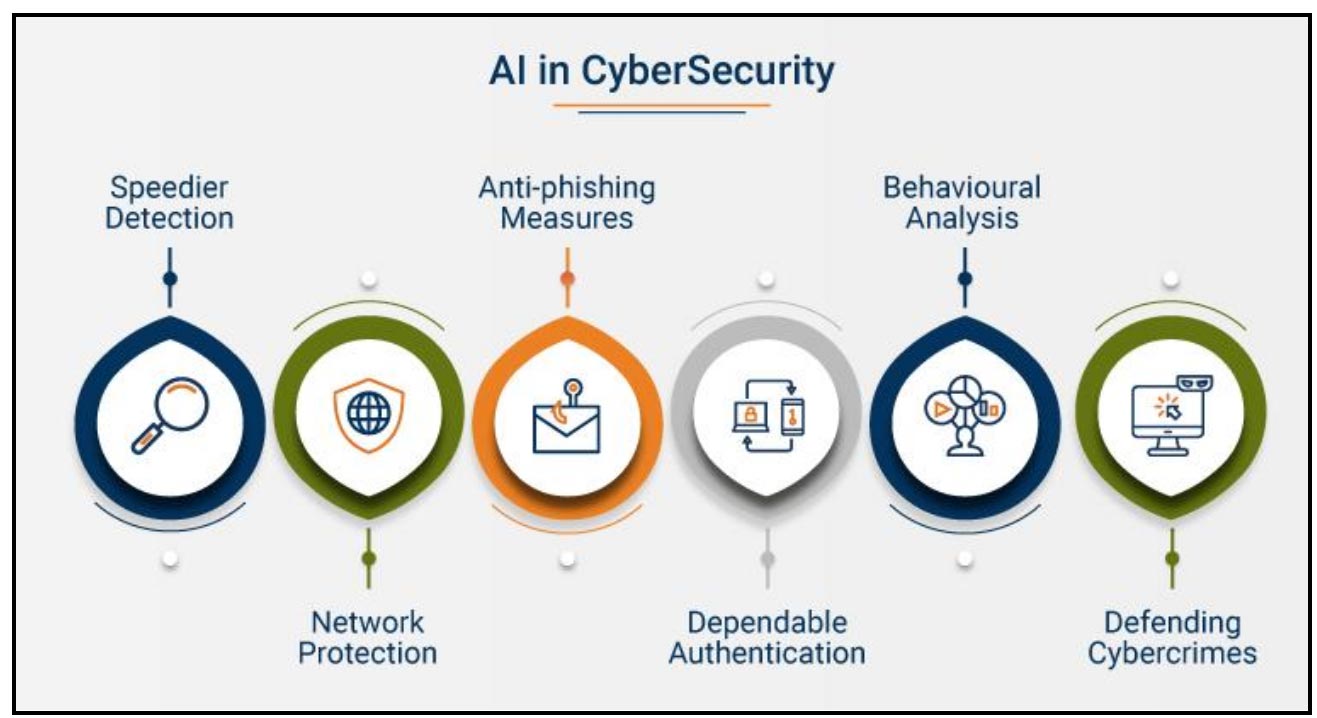 AI in CyberSecurity
Speedier
Detection
Anti-phishing
Measures
Behavioural
Analysis
Network
Protection
Dependable
Authentication
Defending
Cybercrimes